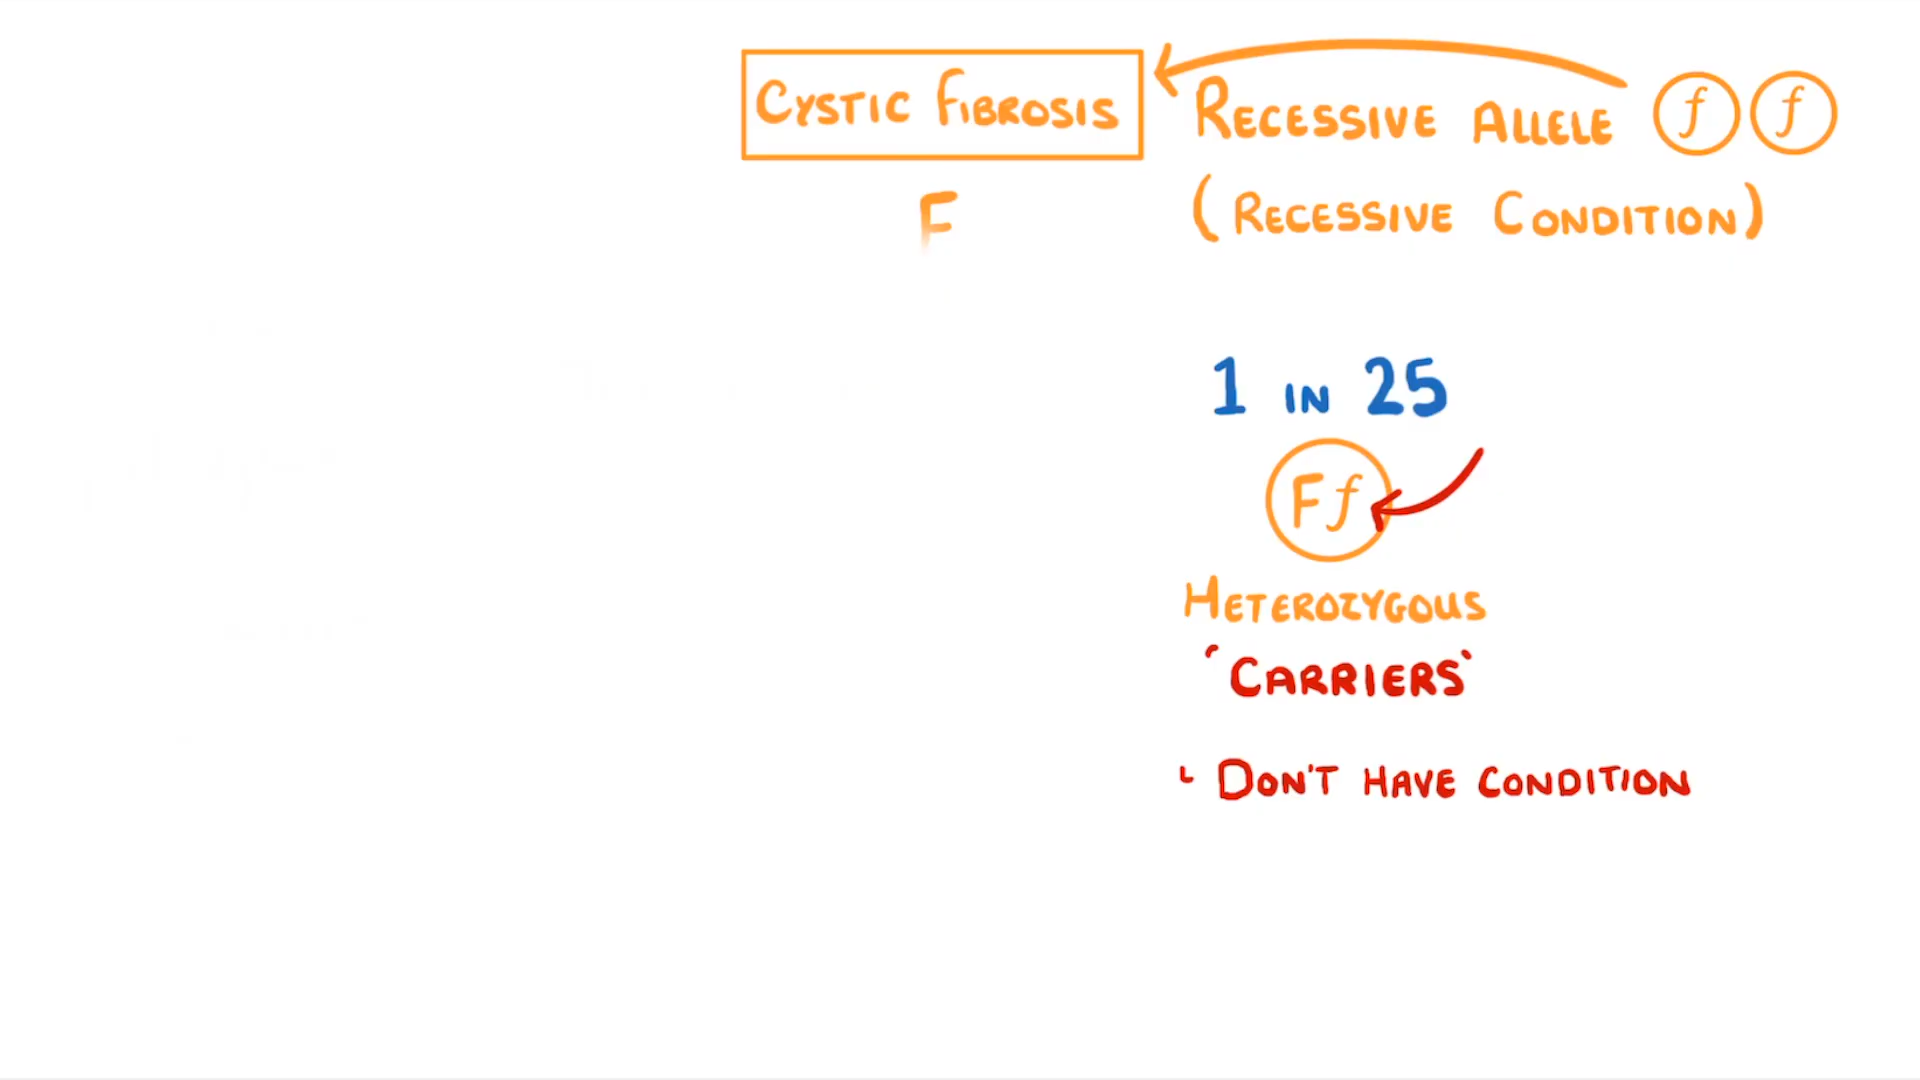 CYSTIC FIBROSIS
RECESSIVE ALLELE f f
F
(RECESSIVE CONDITION)
1 IN 25
Ff
HETEROZYGOUS
'CARRIERS'
DON'T HAVE CONDITION